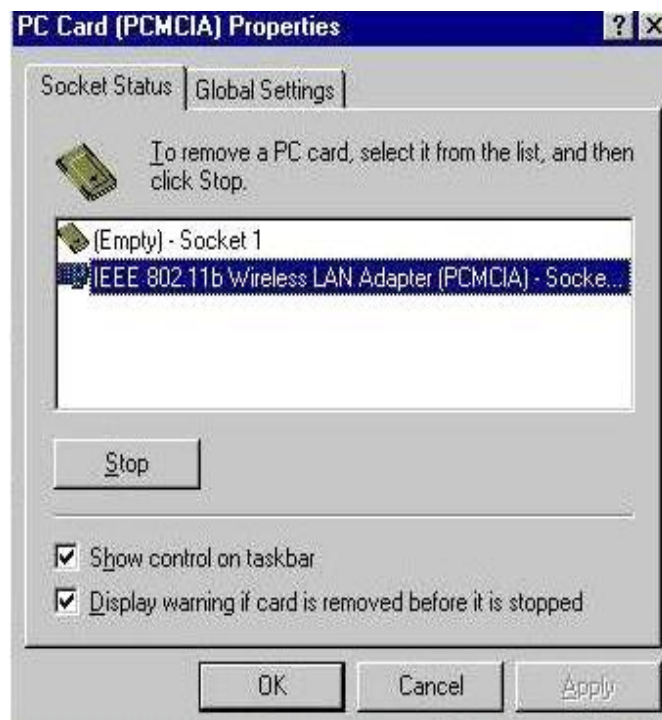 PC Card (PCMCIA) Properties
Socket Status
Global Settings
To remove a PC card, select it from the list, and then
click Stop.
(Empty) - Socket 1
IEEE 802.11b Wireless LAN Adapter (PCMCIA) - Socke...
Stop
Show control on taskbar
Display warning if card is removed before it is stopped
OK
Cancel
Apply